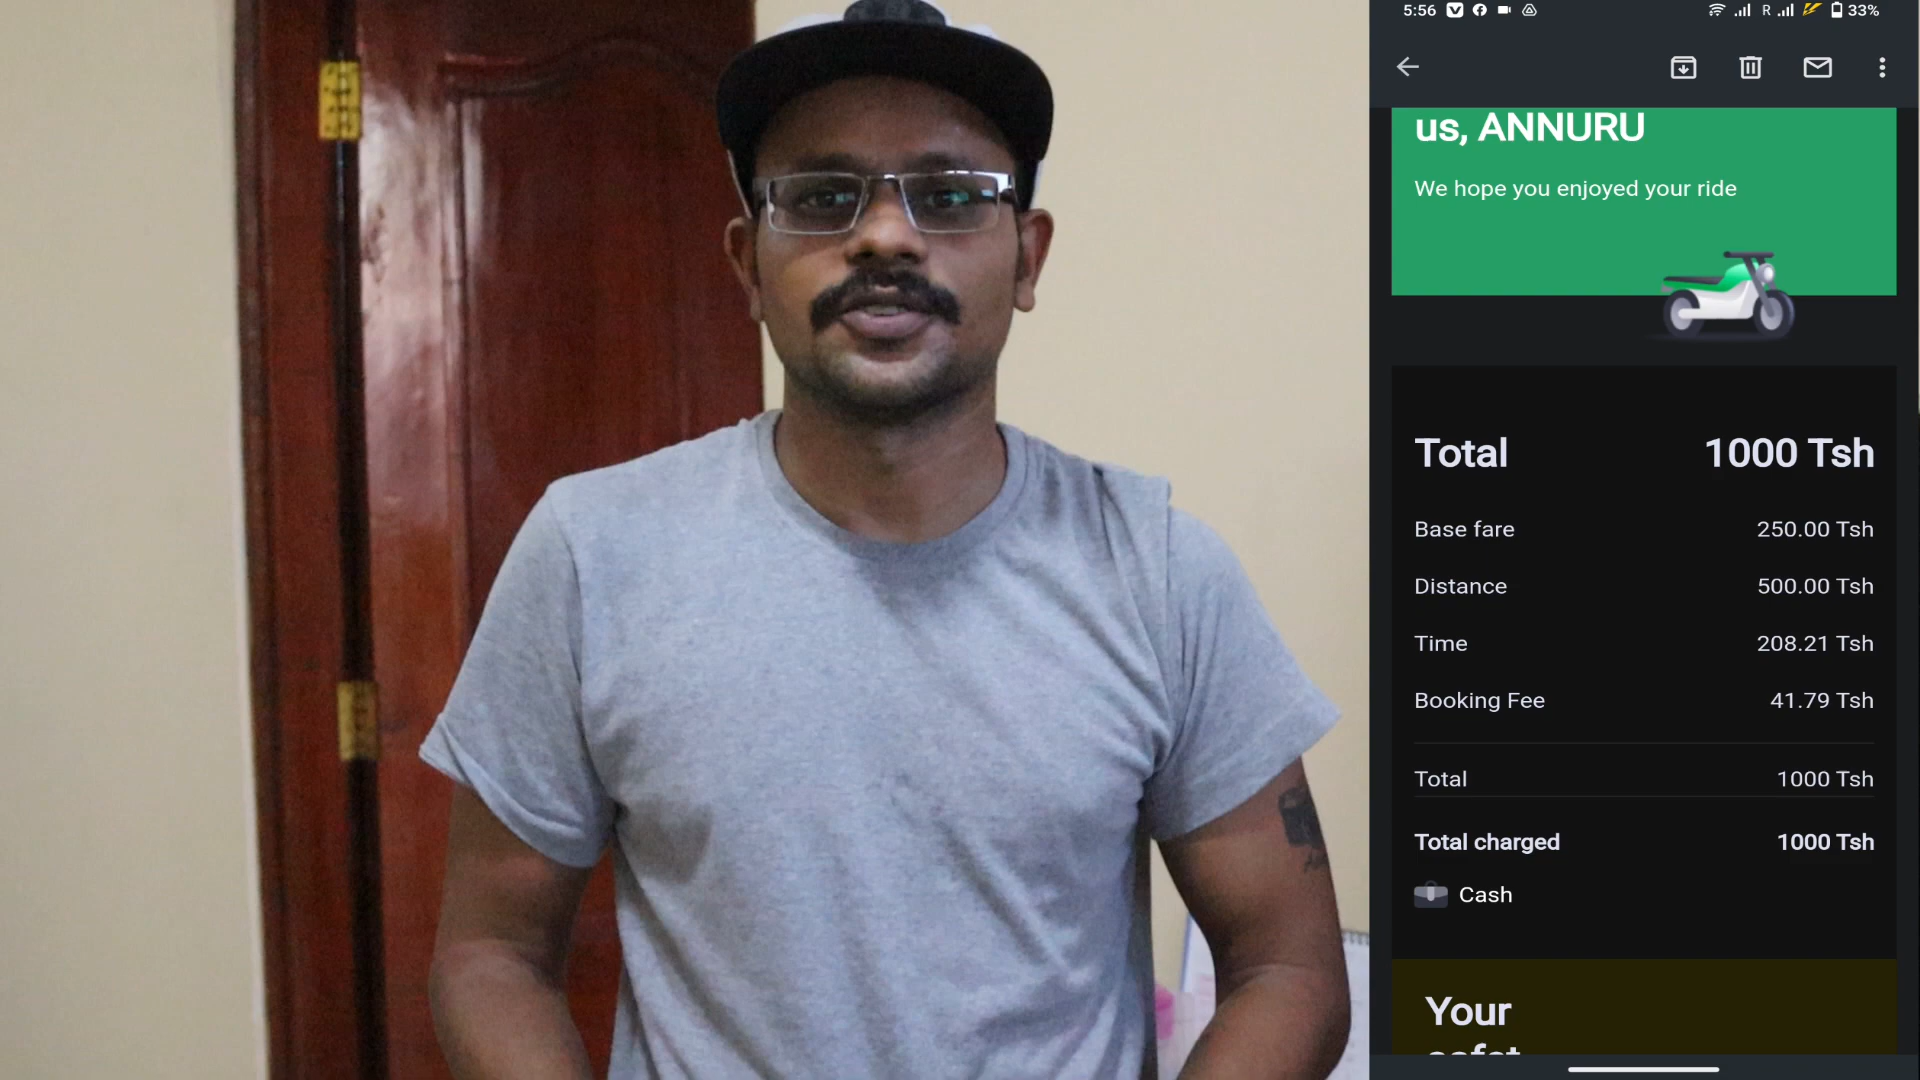 5:56
R
33%
us, ANNURU
We hope you enjoyed your ride
Total 1000 Tsh
Base fare 250.00 Tsh
Distance 500.00 Tsh
Time 208.21 Tsh
Booking Fee 41.79 Tsh
Total 1000 Tsh
Total charged 1000 Tsh
Cash
Your